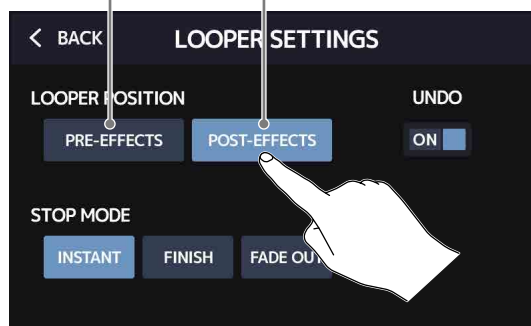 BACK LOOPER SETTINGS
LOOPER POSITION UNDO
PRE-EFFECTS POST-EFFECTS ON
STOP MODE
INSTANT FINISH FADE OUT